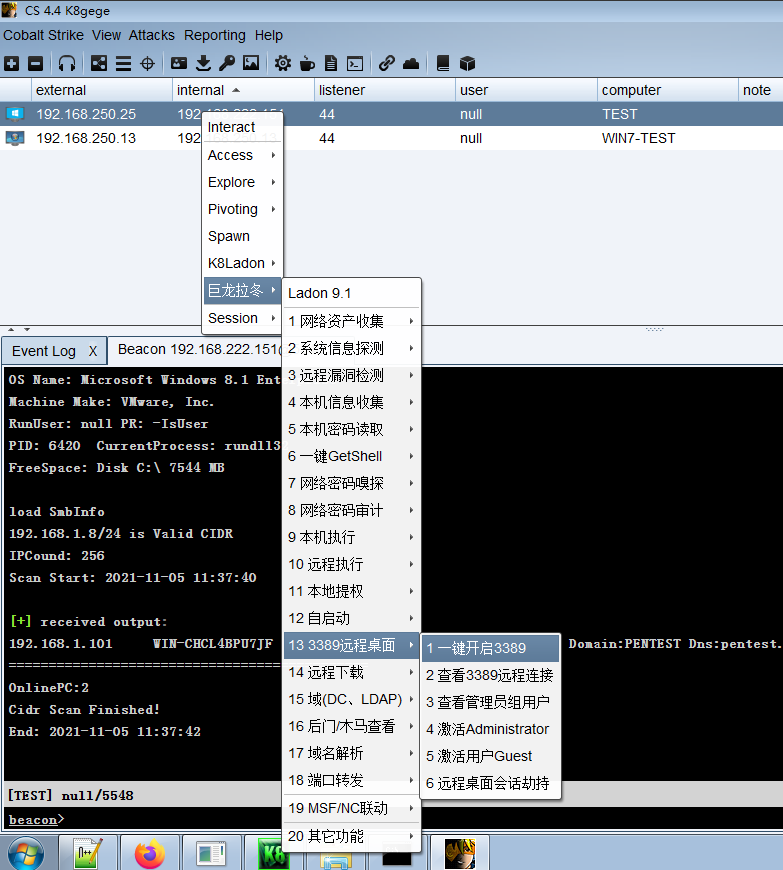 CS 4.4 K8gege
Cobalt Strike View Attacks Reporting Help
external internal listener user computer note
192.168.250.25 44 null TEST
192.168.250.13 44 null WIN7-TEST
Interact
Access
Explore
Pivoting
Spawn
K8Ladon
巨龙拉冬
Session
Ladon 9.1
1 网络资产收集
2 系统信息探测
3 远程漏洞检测
4 本机信息收集
5 本机密码读取
6 一键GetShell
7 网络密码嗅探
8 网络密码审计
9 本机执行
10 远程执行
11 本地提权
12 自启动
13 3389远程桌面
14 远程下载
15 域(DC、LDAP)
16 后门/木马查看
17 域名解析
18 端口转发
19 MSF/NC联动
20 其它功能
1 一键开启3389
2 查看3389远程连接
3 查看管理员组用户
4 激活Administrator
5 激活用户Guest
6 远程桌面会话劫持
Event Log X Beacon 192.168.222.151@
OS Name: Microsoft Windows 8.1 Ent
Machine Make: VMware, Inc.
RunUser: null PR: -IsUser
PID: 6420 CurrentProcess: rundll3
FreeSpace: Disk C:\ 7544 MB
load SmbInfo
192.168.1.8/24 is Valid CIDR
IPCount: 256
Scan Start: 2021-11-05 11:37:40
[+] received output:
192.168.1.101 WIN-CHCL4BPU7JF Domain:PENTEST Dns:pentest.
=============================================
OnlinePC:2
Cidr Scan Finished!
End: 2021-11-05 11:37:42
[TEST] null/5548
beacon>